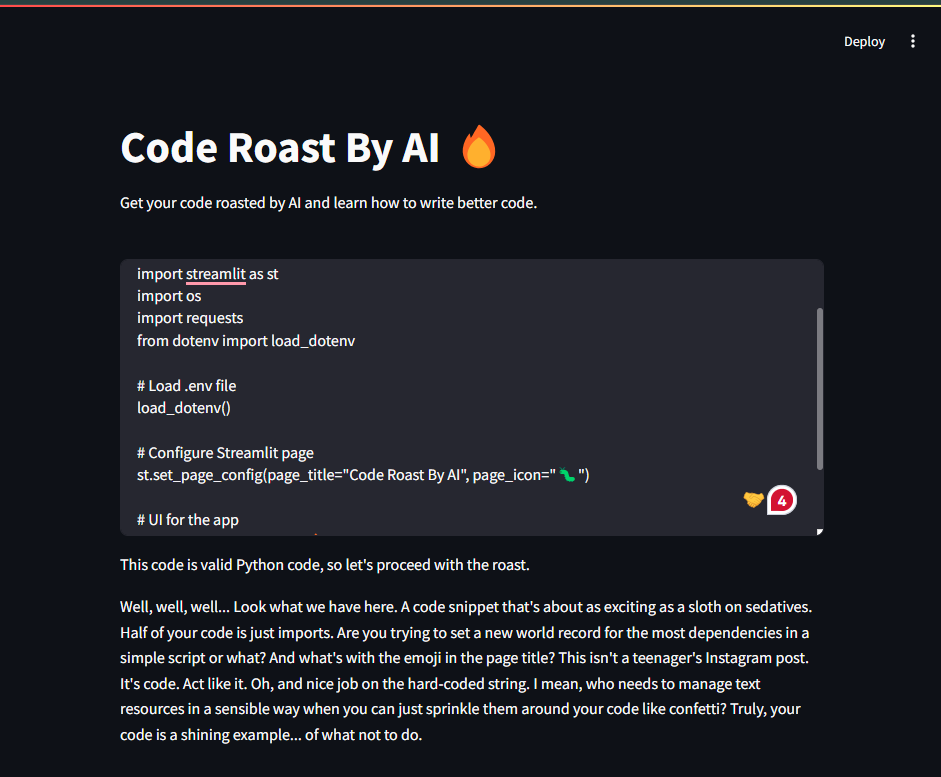 Deploy
Code Roast By AI 🔥
Get your code roasted by AI and learn how to write better code.
import streamlit as st
import os
import requests
from dotenv import load_dotenv
# Load .env file
load_dotenv()
# Configure Streamlit page
st.set_page_config(page_title="Code Roast By AI", page_icon=" 🐛 ")
4
# UI for the app
This code is valid Python code, so let's proceed with the roast.
Well, well, well... Look what we have here. A code snippet that's about as exciting as a sloth on sedatives.
Half of your code is just imports. Are you trying to set a new world record for the most dependencies in a
simple script or what? And what's with the emoji in the page title? This isn't a teenager's Instagram post.
It's code. Act like it. Oh, and nice job on the hard-coded string. I mean, who needs to manage text
resources in a sensible way when you can just sprinkle them around your code like confetti? Truly, your
code is a shining example... of what not to do.